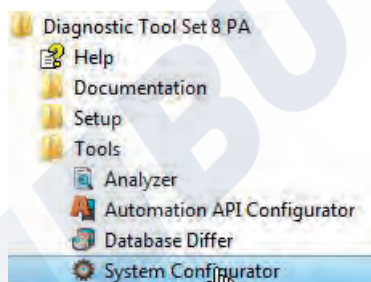 Diagnostic Tool Set 8 PA
Help
Documentation
Setup
Tools
Analyzer
Automation API Configurator
Database Differ
System Configurator